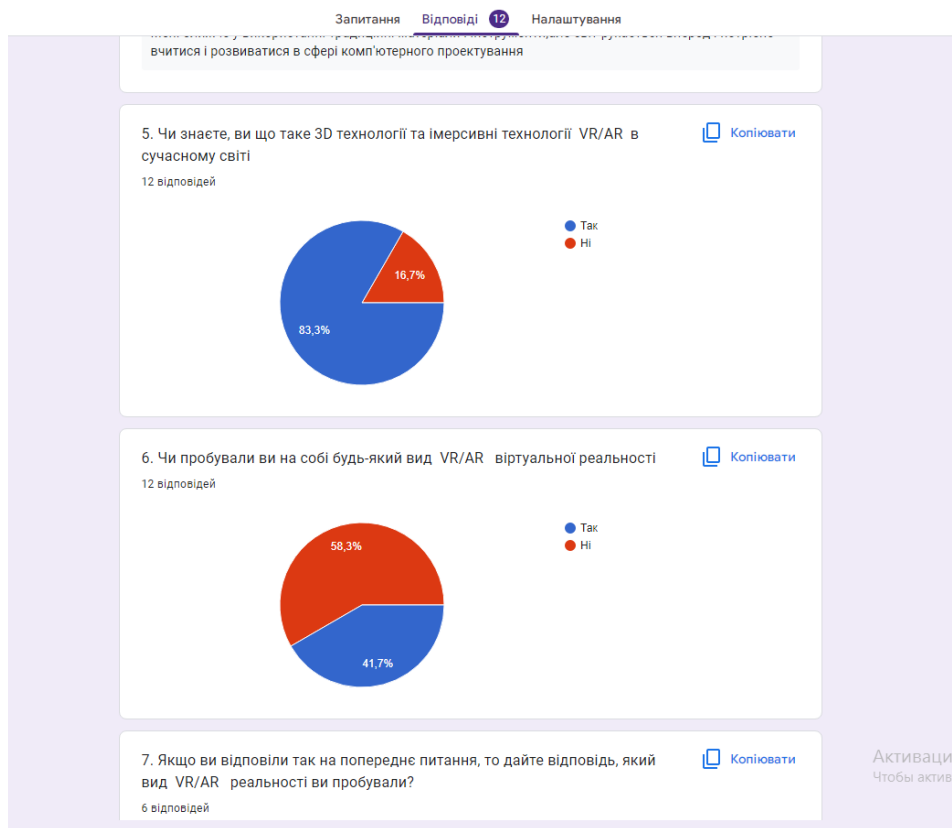 Запитання Відповіді 12 Налаштування
вчитися і розвиватися в сфері комп'ютерного проектування
5. Чи знаєте, ви що таке 3D технології та імерсивні технології VR/AR в
сучасному світі
Копіювати
12 відповідей
Так
Ні
16,7%
83,3%
6. Чи пробували ви на собі будь-який вид VR/AR віртуальної реальності
Копіювати
12 відповідей
Так
Ні
58,3%
41,7%
7. Якщо ви відповіли так на попереднє питання, то дайте відповідь, який
вид VR/AR реальності ви пробували?
Копіювати
6 відповідей
Активаци
Чтобы актив